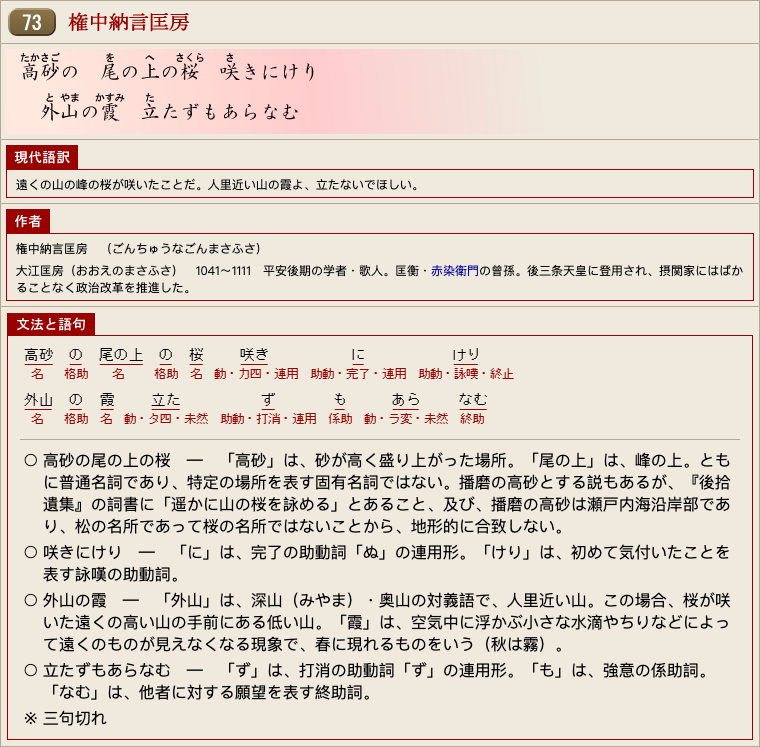 73 権中納言匡房
たかさご を へ さくら さ
高砂の 尾の上の桜 咲きにけり
と やま かすみ た
外山の霞 立たずもあらなむ
現代語訳
遠くの山の峰の桜が咲いたことだ。人里近い山の霞よ、立たないでほしい。
作者
権中納言匡房 （ごんちゅうなごんまさふさ）
大江匡房（おおえのまさふさ） 1041～1111 平安後期の学者・歌人。匡衡・赤染衛門の曾孫。後三条天皇に登用され、摂関家にはばか
ることなく政治改革を推進した。
文法と語句
高砂 の 尾の上 の 桜 咲き に けり
名 格助 名 格助 名 動・カ四・連用 助動・完了・連用 助動・詠嘆・終止
外山 の 霞 立た ず も あら なむ
名 格助 名 動・タ四・未然 助動・打消・連用 係助 動・ラ変・未然 終助
○ 高砂の尾の上の桜 ― 「高砂」は、砂が高く盛り上がった場所。「尾の上」は、峰の上。とも
に普通名詞であり、特定の場所を表す固有名詞ではない。播磨の高砂とする説もあるが、『後拾
遺集』の詞書に「遥かに山の桜を詠める」とあること、及び、播磨の高砂は瀬戸内海沿岸部であ
り、松の名所であって桜の名所ではないことから、地形的に合致しない。
○ 咲きにけり ― 「に」は、完了の助動詞「ぬ」の連用形。「けり」は、初めて気付いたことを
表す詠嘆の助動詞。
○ 外山の霞 ― 「外山」は、深山（みやま）・奥山の対義語で、人里近い山。この場合、桜が咲
いた遠くの高い山の手前にある低い山。「霞」は、空気中に浮かぶ小さな水滴やちりなどによっ
て遠くのものが見えなくなる現象で、春に現れるものをいう（秋は霧）。
○ 立たずもあらなむ ― 「ず」は、打消の助動詞「ず」の連用形。「も」は、強意の係助詞。
「なむ」は、他者に対する願望を表す終助詞。
※ 三句切れ